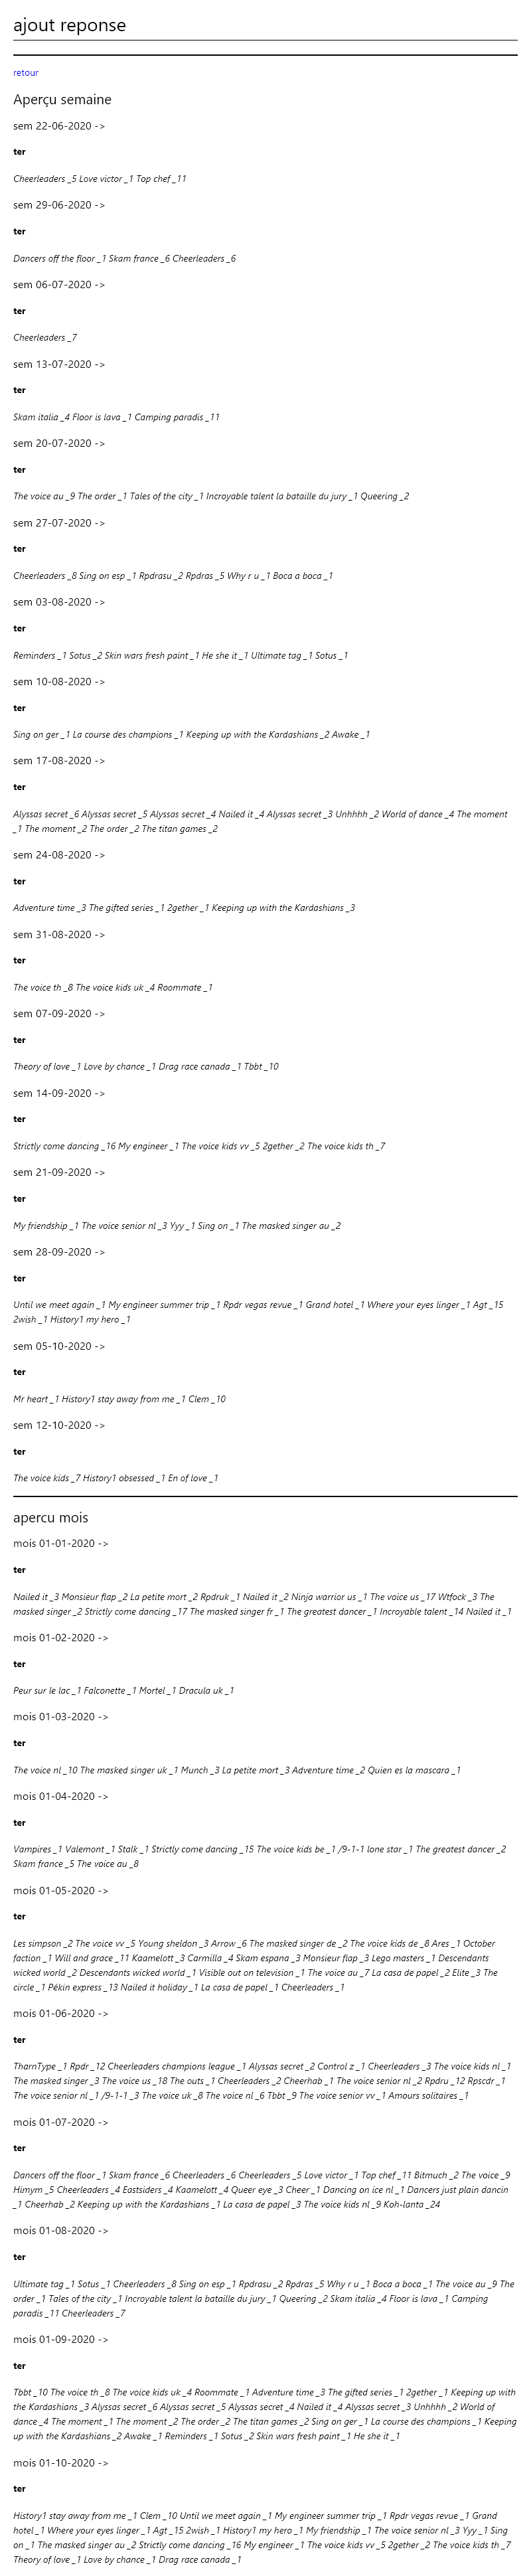 ajout reponse
retour
Aperçu semaine
sem 22-06-2020 ->
ter
Cheerleaders _5 Love victor _1 Top chef _11
sem 29-06-2020 ->
ter
Dancers off the floor _1 Skam france _6 Cheerleaders _6
sem 06-07-2020 ->
ter
Cheerleaders _7
sem 13-07-2020 ->
ter
Skam italia _4 Floor is lava _1 Camping paradis _11
sem 20-07-2020 ->
ter
The voice au _9 The order _1 Tales of the city _1 Incroyable talent la bataille du jury _1 Queering _2
sem 27-07-2020 ->
ter
Cheerleaders _8 Sing on esp _1 Rpdrasu _2 Rpdras _5 Why r u _1 Boca a boca _1
sem 03-08-2020 ->
ter
Reminders _1 Sotus _2 Skin wars fresh paint _1 He she it _1 Ultimate tag _1 Sotus _1
sem 10-08-2020 ->
ter
Sing on ger _1 La course des champions _1 Keeping up with the Kardashians _2 Awake _1
sem 17-08-2020 ->
ter
Alyssas secret _6 Alyssas secret _5 Alyssas secret _4 Nailed it _4 Alyssas secret _3 Unhhhh _2 World of dance _4 The moment
_1 The moment _2 The order _2 The titan games _2
sem 24-08-2020 ->
ter
Adventure time _3 The gifted series _1 2gether _1 Keeping up with the Kardashians _3
sem 31-08-2020 ->
ter
The voice th _8 The voice kids uk _4 Roommate _1
sem 07-09-2020 ->
ter
Theory of love _1 Love by chance _1 Drag race canada _1 Tbbt _10
sem 14-09-2020 ->
ter
Strictly come dancing _16 My engineer _1 The voice kids vv _5 2gether _2 The voice kids th _7
sem 21-09-2020 ->
ter
My friendship _1 The voice senior nl _3 Yyy _1 Sing on _1 The masked singer au _2
sem 28-09-2020 ->
ter
Until we meet again _1 My engineer summer trip _1 Rpdr vegas revue _1 Grand hotel _1 Where your eyes linger _1 Agt _15
2wish _1 History1 my hero _1
sem 05-10-2020 ->
ter
Mr heart _1 History1 stay away from me _1 Clem _10
sem 12-10-2020 ->
ter
The voice kids _7 History1 obsessed _1 En of love _1
apercu mois
mois 01-01-2020 ->
ter
Nailed it _3 Monsieur flap _2 La petite mort _2 Rpdruk _1 Nailed it _2 Ninja warrior us _1 The voice us _17 Wtfock _3 The
masked singer _2 Strictly come dancing _17 The masked singer fr _1 The greatest dancer _1 Incroyable talent _14 Nailed it _1
mois 01-02-2020 ->
ter
Peur sur le lac _1 Falconette _1 Mortel _1 Dracula uk _1
mois 01-03-2020 ->
ter
The voice nl _10 The masked singer uk _1 Munch _3 La petite mort _3 Adventure time _2 Quien es la mascara _1
mois 01-04-2020 ->
ter
Vampires _1 Valemont _1 Stalk _1 Strictly come dancing _15 The voice kids be _1 /9-1-1 lone star _1 The greatest dancer _2
Skam france _5 The voice au _8
mois 01-05-2020 ->
ter
Les simpson _2 The voice vv _5 Young sheldon _3 Arrow _6 The masked singer de _2 The voice kids de _8 Ares _1 October
faction _1 Will and grace _11 Kaamelott _3 Carmilla _4 Skam espana _3 Monsieur flap _3 Lego masters _1 Descendants
wicked world _2 Descendants wicked world _1 Visible out on television _1 The voice au _7 La casa de papel _2 Elite _3 The
circle _1 Pékin express _13 Nailed it holiday _1 La casa de papel _1 Cheerleaders _1
mois 01-06-2020 ->
ter
TharnType _1 Rpdr _12 Cheerleaders champions league _1 Alyssas secret _2 Control z _1 Cheerleaders _3 The voice kids nl _1
The masked singer _3 The voice us _18 The outs _1 Cheerleaders _2 Cheerhab _1 The voice senior nl _2 Rpdru _12 Rpscdr _1
The voice senior nl _1 /9-1-1 _3 The voice uk _8 The voice nl _6 Tbbt _9 The voice senior vv _1 Amours solitaires _1
mois 01-07-2020 ->
ter
Dancers off the floor _1 Skam france _6 Cheerleaders _6 Cheerleaders _5 Love victor _1 Top chef _11 Bitmuch _2 The voice _9
Himym _5 Cheerleaders _4 Eastsiders _4 Kaamelott _4 Queer eye _3 Cheer _1 Dancing on ice nl _1 Dancers just plain dancin
_1 Cheerhab _2 Keeping up with the Kardashians _1 La casa de papel _3 The voice kids nl _9 Koh-lanta _24
mois 01-08-2020 ->
ter
Ultimate tag _1 Sotus _1 Cheerleaders _8 Sing on esp _1 Rpdrasu _2 Rpdras _5 Why r u _1 Boca a boca _1 The voice au _9 The
order _1 Tales of the city _1 Incroyable talent la bataille du jury _1 Queering _2 Skam italia _4 Floor is lava _1 Camping
paradis _11 Cheerleaders _7
mois 01-09-2020 ->
ter
Tbbt _10 The voice th _8 The voice kids uk _4 Roommate _1 Adventure time _3 The gifted series _1 2gether _1 Keeping up with
the Kardashians _3 Alyssas secret _6 Alyssas secret _5 Alyssas secret _4 Nailed it _4 Alyssas secret _3 Unhhhh _2 World of
dance _4 The moment _1 The moment _2 The order _2 The titan games _2 Sing on ger _1 La course des champions _1 Keeping
up with the Kardashians _2 Awake _1 Reminders _1 Sotus _2 Skin wars fresh paint _1 He she it _1
mois 01-10-2020 ->
ter
History1 stay away from me _1 Clem _10 Until we meet again _1 My engineer summer trip _1 Rpdr vegas revue _1 Grand
hotel _1 Where your eyes linger _1 Agt _15 2wish _1 History1 my hero _1 My friendship _1 The voice senior nl _3 Yyy _1 Sing
on _1 The masked singer au _2 Strictly come dancing _16 My engineer _1 The voice kids vv _5 2gether _2 The voice kids th _7
Theory of love _1 Love by chance _1 Drag race canada _1